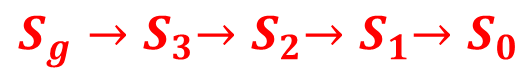 S_g → S_3 → S_2 → S_1 → S_0